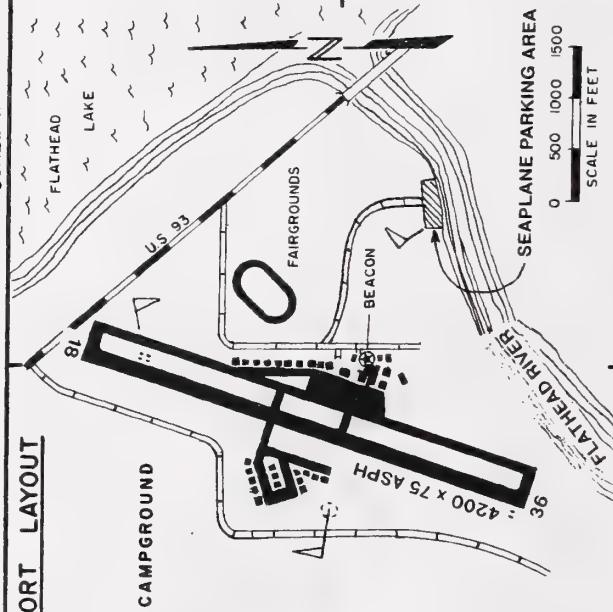 ORT LAYOUT
FLATHEAD
LAKE
N
U.S. 93
18
CAMPGROUND
FAIRGROUNDS
BEACON
4200 x 75 ASPH
36
FLATHEAD RIVER
SEAPLANE PARKING AREA
0 500 1000 1500
SCALE IN FEET